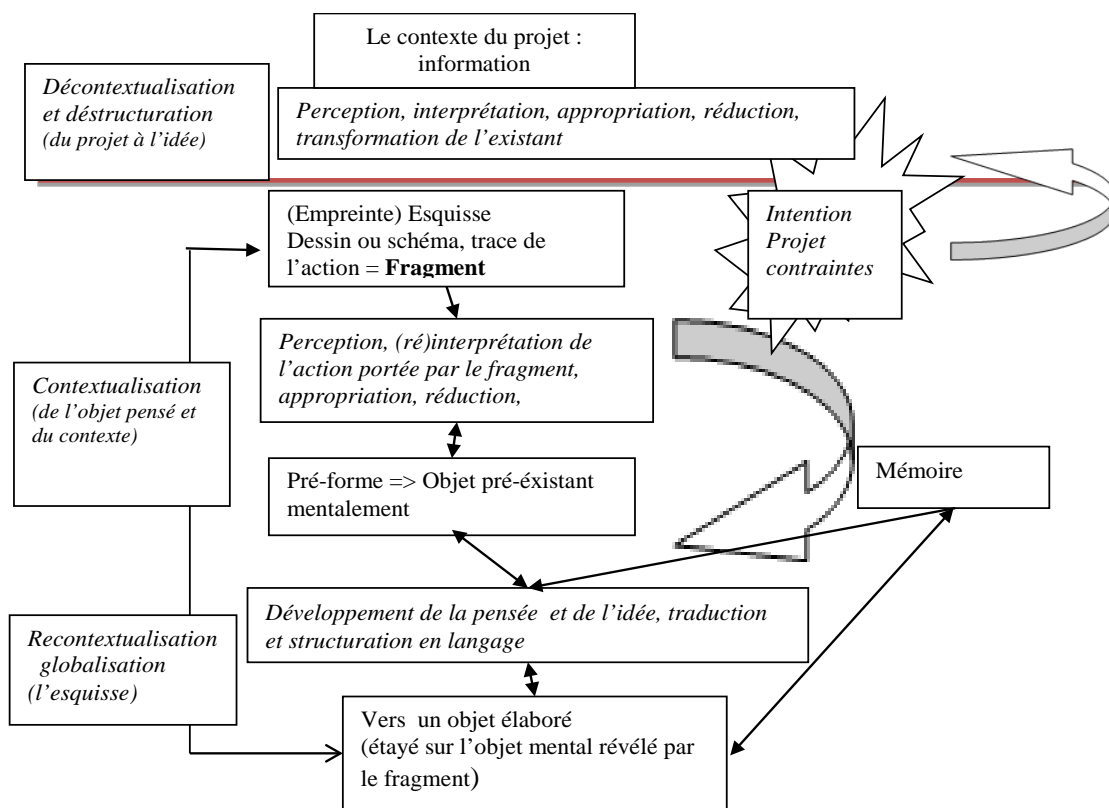 Le contexte du projet :
information
Décontextualisation
et déstructuration
(du projet à l'idée)
Perception, interprétation, appropriation, réduction,
transformation de l'existant
(Empreinte) Esquisse
Dessin ou schéma, trace de
l'action = Fragment
Intention
Projet
contraintes
Perception, (ré)interprétation de
l'action portée par le fragment,
appropriation, réduction,
Contextualisation
(de l'objet pensé et
du contexte)
Pré-forme => Objet pré-éxistant
mentalement
Mémoire
Développement de la pensée et de l'idée, traduction
et structuration en langage
Recontextualisation
globalisation
(l'esquisse)
Vers un objet élaboré
(étayé sur l'objet mental révélé par
le fragment)